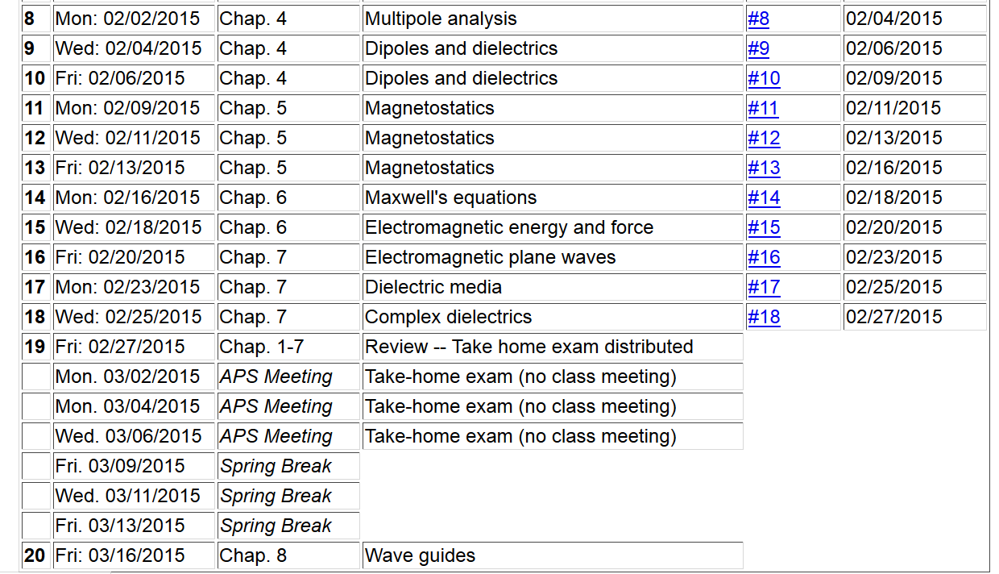 8 Mon: 02/02/2015 Chap. 4 Multipole analysis #8 02/04/2015
9 Wed: 02/04/2015 Chap. 4 Dipoles and dielectrics #9 02/06/2015
10 Fri: 02/06/2015 Chap. 4 Dipoles and dielectrics #10 02/09/2015
11 Mon: 02/09/2015 Chap. 5 Magnetostatics #11 02/11/2015
12 Wed: 02/11/2015 Chap. 5 Magnetostatics #12 02/13/2015
13 Fri: 02/13/2015 Chap. 5 Magnetostatics #13 02/16/2015
14 Mon: 02/16/2015 Chap. 6 Maxwell's equations #14 02/18/2015
15 Wed: 02/18/2015 Chap. 6 Electromagnetic energy and force #15 02/20/2015
16 Fri: 02/20/2015 Chap. 7 Electromagnetic plane waves #16 02/23/2015
17 Mon: 02/23/2015 Chap. 7 Dielectric media #17 02/25/2015
18 Wed: 02/25/2015 Chap. 7 Complex dielectrics #18 02/27/2015
19 Fri: 02/27/2015 Chap. 1-7 Review -- Take home exam distributed
Mon. 03/02/2015 APS Meeting Take-home exam (no class meeting)
Mon. 03/04/2015 APS Meeting Take-home exam (no class meeting)
Wed. 03/06/2015 APS Meeting Take-home exam (no class meeting)
Fri. 03/09/2015 Spring Break
Wed. 03/11/2015 Spring Break
Fri. 03/13/2015 Spring Break
20 Fri: 03/16/2015 Chap. 8 Wave guides